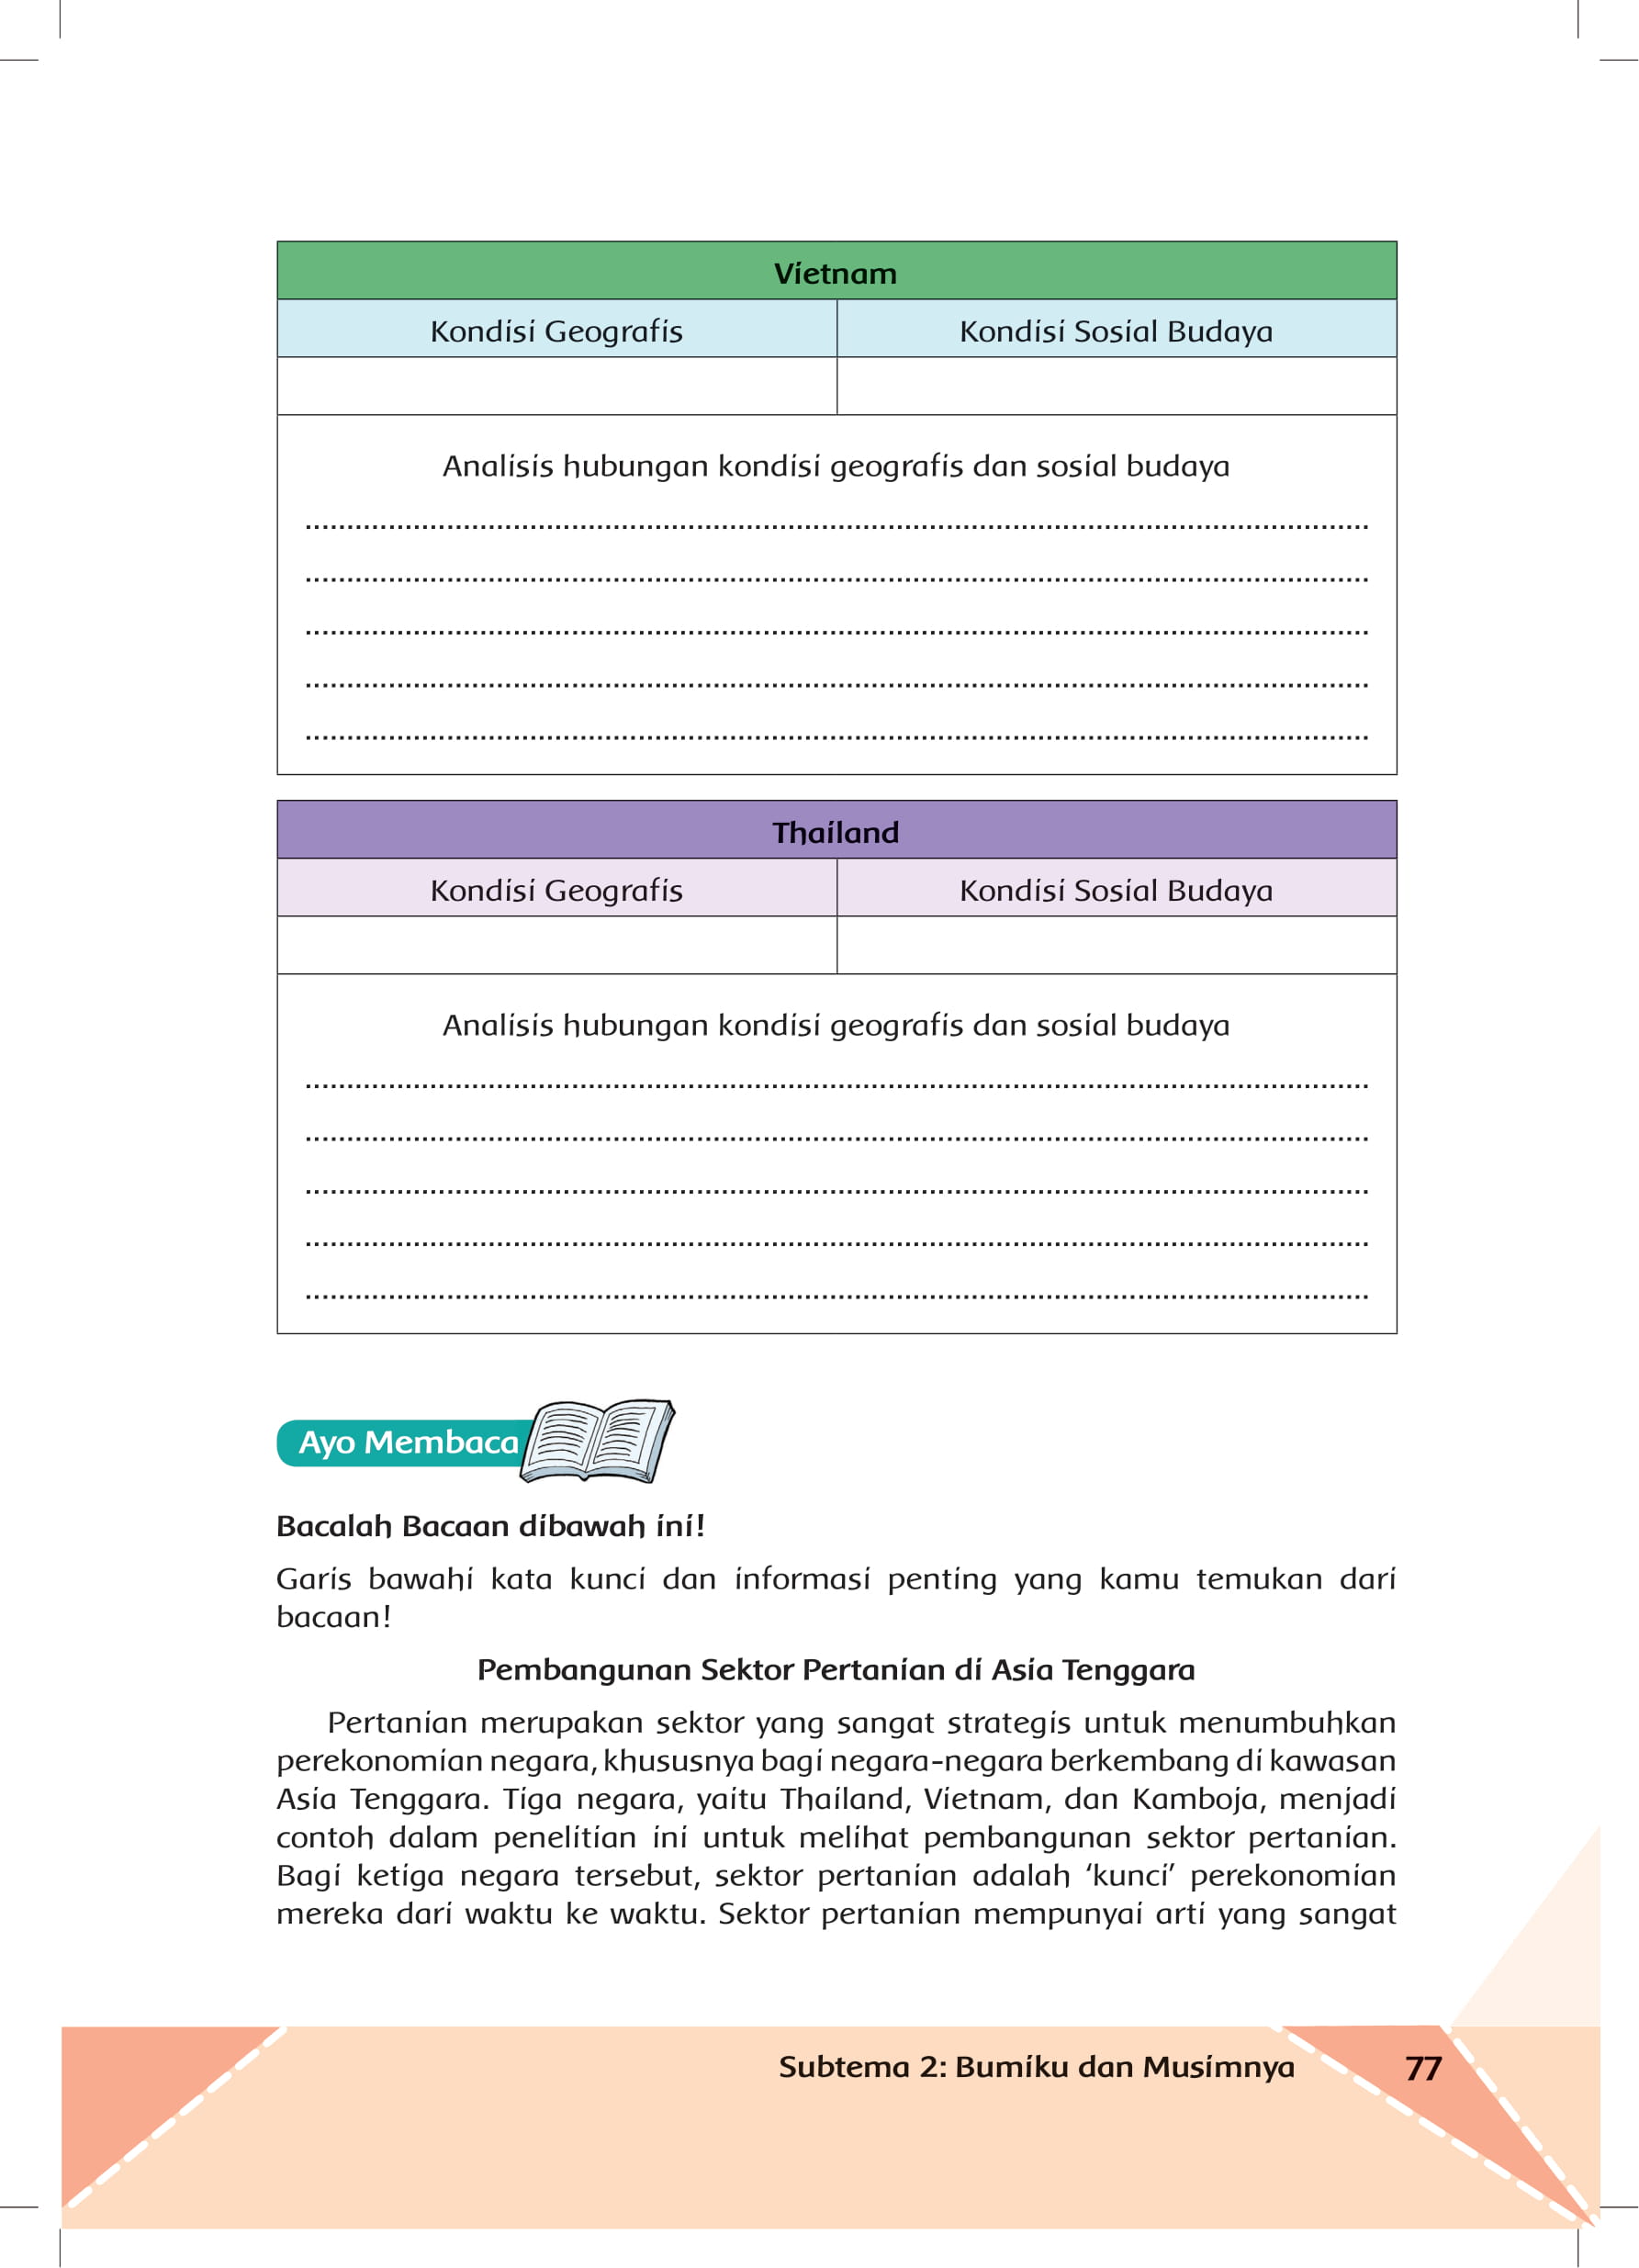 Vietnam
Kondisi Geografis
Kondisi Sosial Budaya
Analisis hubungan kondisi geografis dan sosial budaya
....................................................................................................................................
....................................................................................................................................
....................................................................................................................................
....................................................................................................................................
....................................................................................................................................
Thailand
Kondisi Geografis
Kondisi Sosial Budaya
Analisis hubungan kondisi geografis dan sosial budaya
....................................................................................................................................
....................................................................................................................................
....................................................................................................................................
....................................................................................................................................
....................................................................................................................................
Ayo Membaca
Bacalah Bacaan dibawah ini!
Garis bawahi kata kunci dan informasi penting yang kamu temukan dari
bacaan!
Pembangunan Sektor Pertanian di Asia Tenggara
Pertanian merupakan sektor yang sangat strategis untuk menumbuhkan
perekonomian negara, khususnya bagi negara-negara berkembang di kawasan
Asia Tenggara. Tiga negara, yaitu Thailand, Vietnam, dan Kamboja, menjadi
contoh dalam penelitian ini untuk melihat pembangunan sektor pertanian.
Bagi ketiga negara tersebut, sektor pertanian adalah ‘kunci’ perekonomian
mereka dari waktu ke waktu. Sektor pertanian mempunyai arti yang sangat
Subtema 2: Bumiku dan Musimnya
77